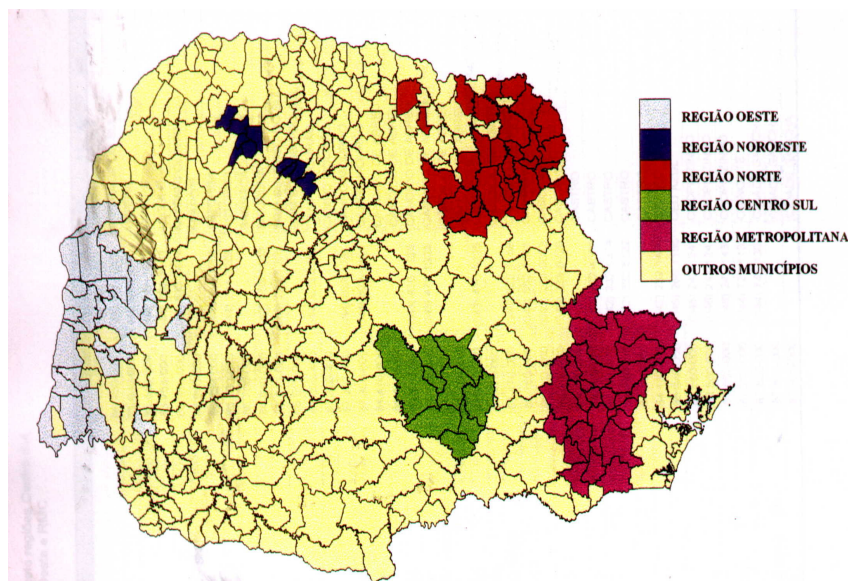 REGIÃO OESTE
REGIÃO NOROESTE
REGIÃO NORTE
REGIÃO CENTRO SUL
REGIÃO METROPOLITANA
OUTROS MUNICÍPIOS